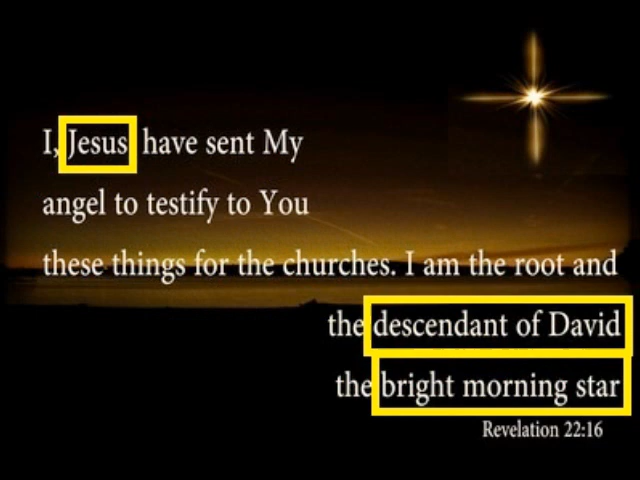 I, Jesus have sent My
angel to testify to You
these things for the churches. I am the root and
the descendant of David
the bright morning star
Revelation 22:16